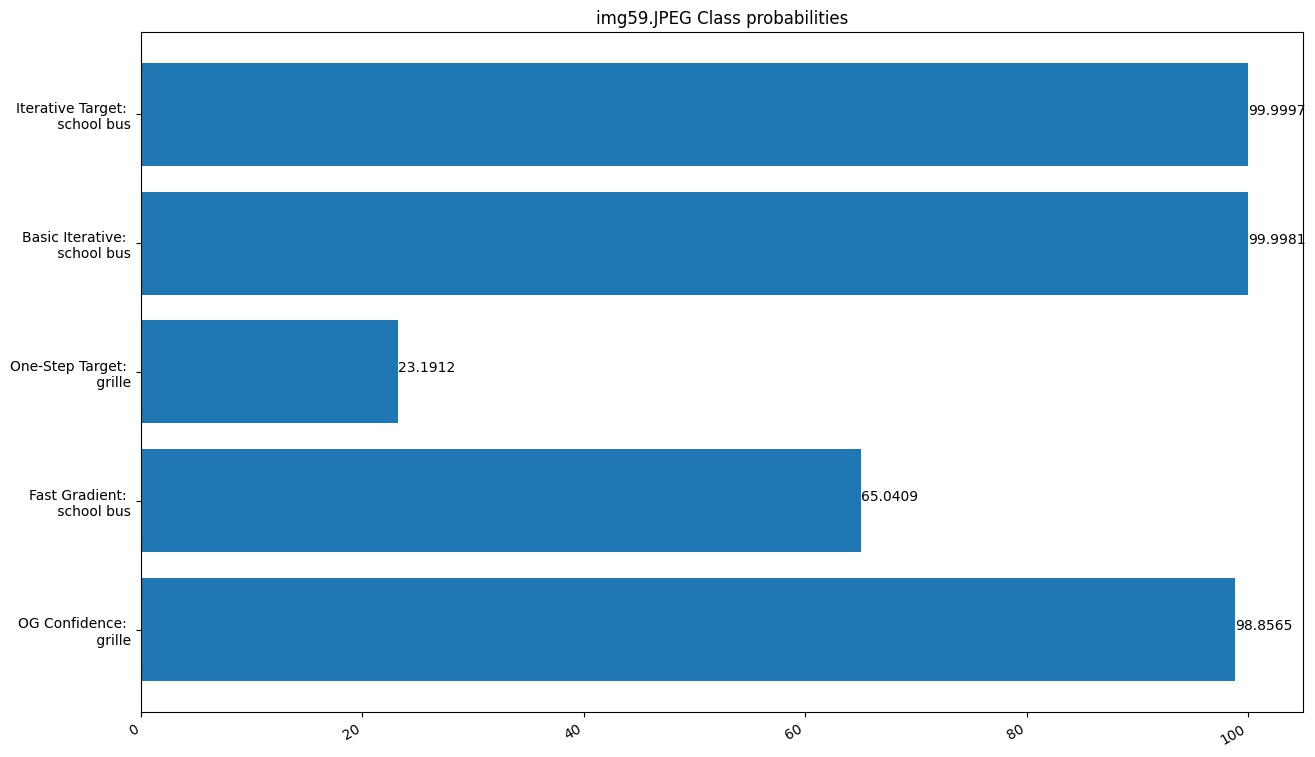 img59.JPEG Class probabilities
Iterative Target:
school bus
99.9997
Basic Iterative:
school bus
99.9981
One-Step Target:
grille
23.1912
Fast Gradient:
school bus
65.0409
OG Confidence:
grille
98.8565
0
20
40
60
80
100